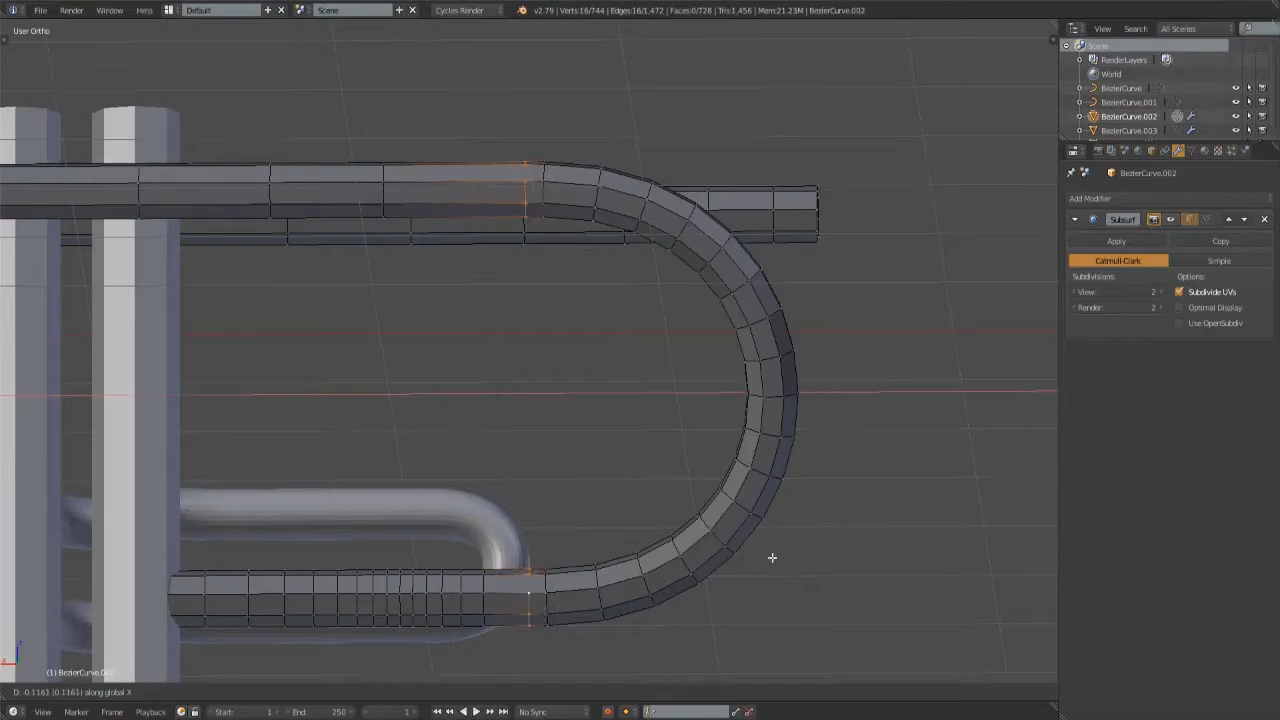 File Render Window Help Default Scene Cycles Render v2.79 | Verts:16/744 | Edges:16/1,472 | Faces:0/728 | Tris:1,456 | Mem:21.23M | BezierCurve.002
User Ortho
View Search All Scenes
Scene
RenderLayers
World
BezierCurve
BezierCurve.001
BezierCurve.002
BezierCurve.003
BezierCurve.002
Add Modifier
Subsurf
Apply Copy
Catmull-Clark Simple
Subdivisions: Options:
View: 2 Subdivide UVs
Render: 2 Optimal Display
Use OpenSubdiv
z
x
(1) BezierCurve.002
D: -0.1161 (0.1161) along global X
View Marker Frame Playback Start: 1 End: 250 1 No Sync